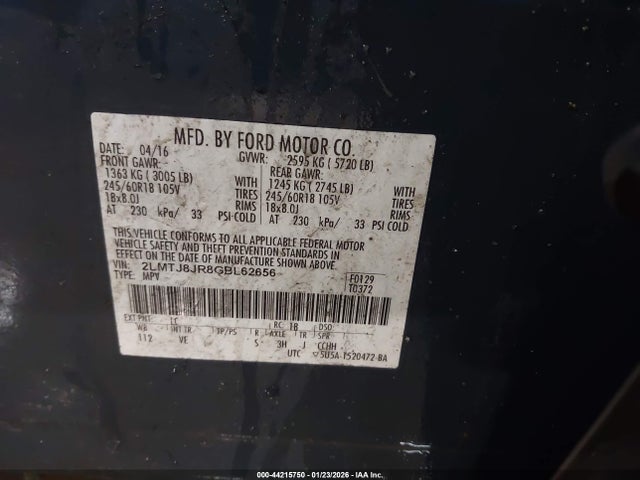 MFD. BY FORD MOTOR CO.
DATE: 04/16 GVWR: 2595 KG ( 5720 LB)
FRONT GAWR: REAR GAWR:
1363 KG ( 3005 LB) 1245 KG ( 2745 LB)
245/60R18 105V TIRES 245/60R18 105V TIRES
18x8.0J RIMS 18x8.0J RIMS
AT 230 kPa/ 33 PSI COLD AT 230 kPa/ 33 PSI COLD
THIS VEHICLE CONFORMS TO ALL APPLICABLE FEDERAL MOTOR
VEHICLE SAFETY AND THEFT PREVENTION STANDARDS IN
EFFECT ON THE DATE OF MANUFACTURE SHOWN ABOVE.
VIN: 2LMTJ8JR8GBL62656 F0129
TYPE: MPV T0372
EXT PNT: RC: 18 DSO:
WB INT TR TP/PS R AXLE TR SPR
112 VE S 3H J CCHH
UTC ▽5U5A-1520472-BA
000-44215750 - 01/23/2026 - IAA Inc.